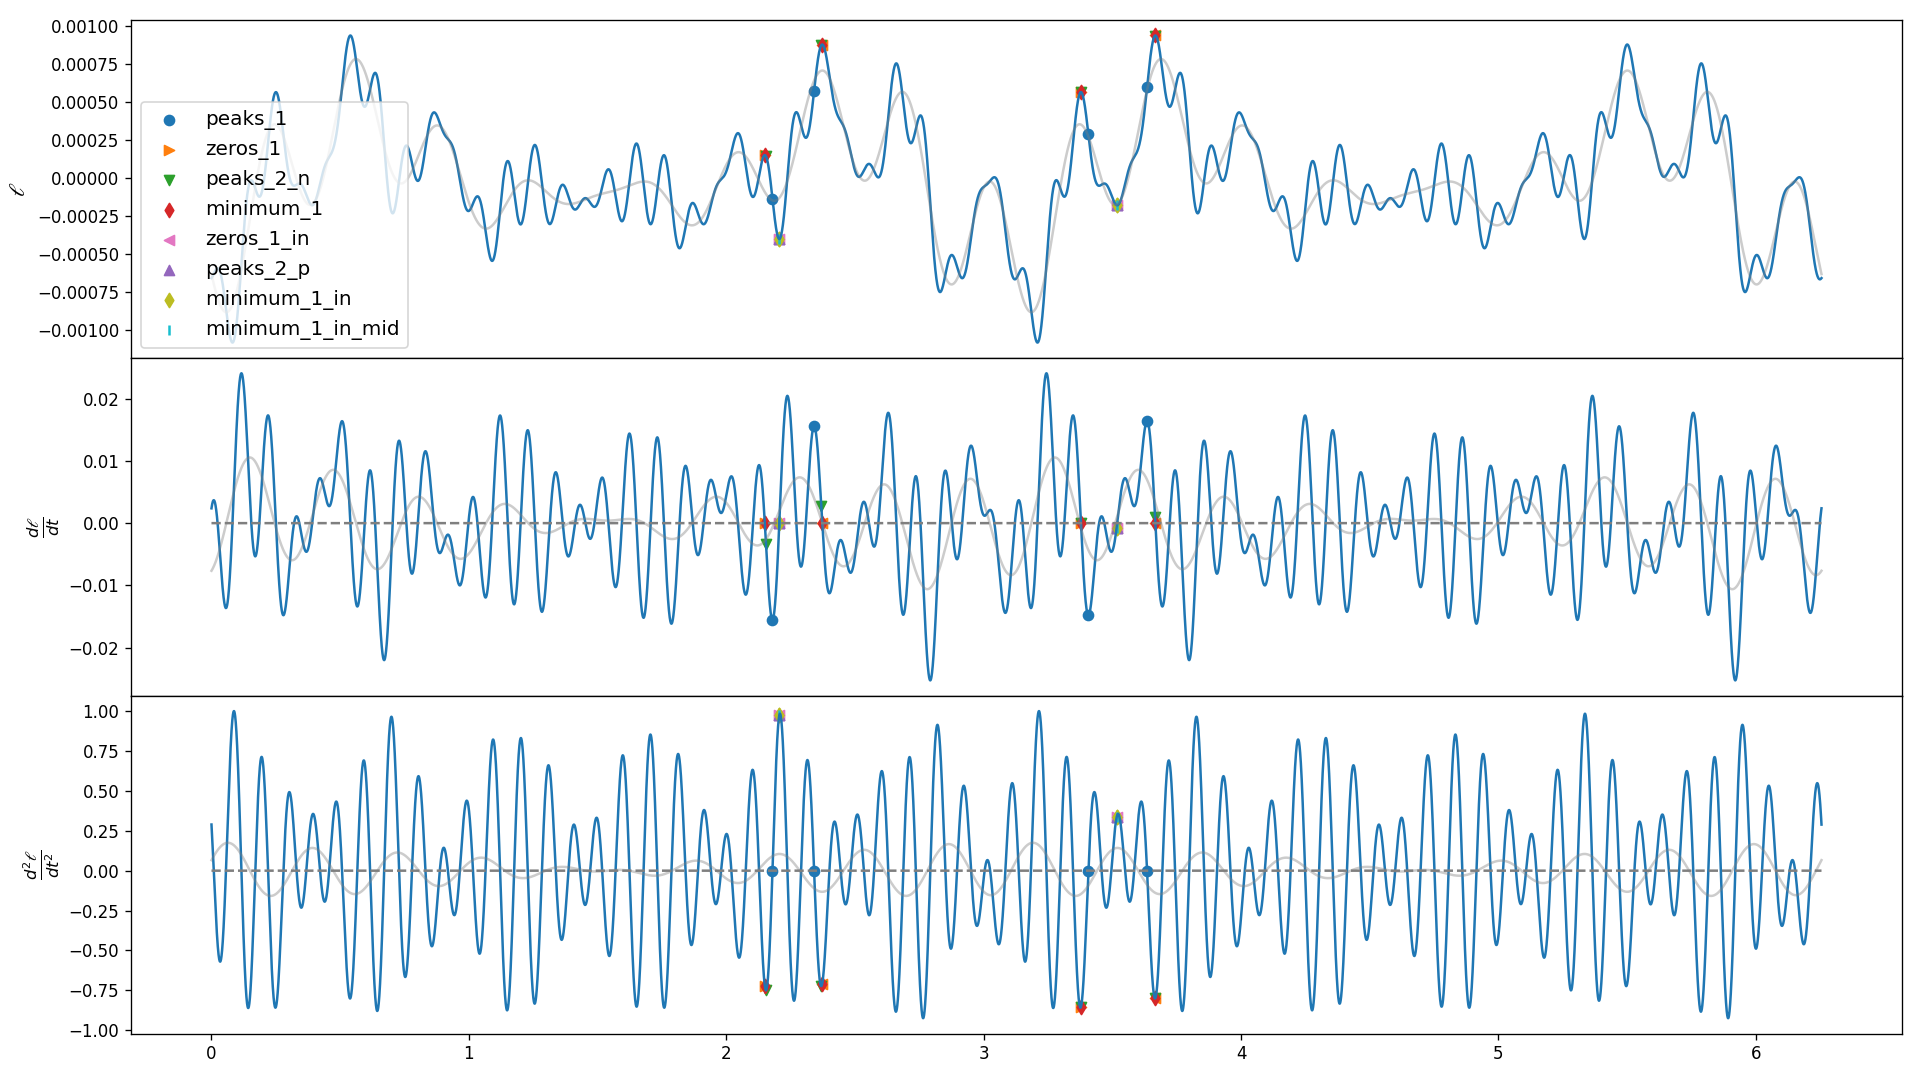 0.00100
0.00075
0.00050
0.00025
0.00000
−0.00025
−0.00050
−0.00075
−0.00100
ℓ
peaks_1
zeros_1
peaks_2_n
minimum_1
zeros_1_in
peaks_2_p
minimum_1_in
minimum_1_in_mid
0.02
0.01
0.00
−0.01
−0.02
dℓ
dt
1.00
0.75
0.50
0.25
0.00
−0.25
−0.50
−0.75
−1.00
d²ℓ
dt²
0 1 2 3 4 5 6